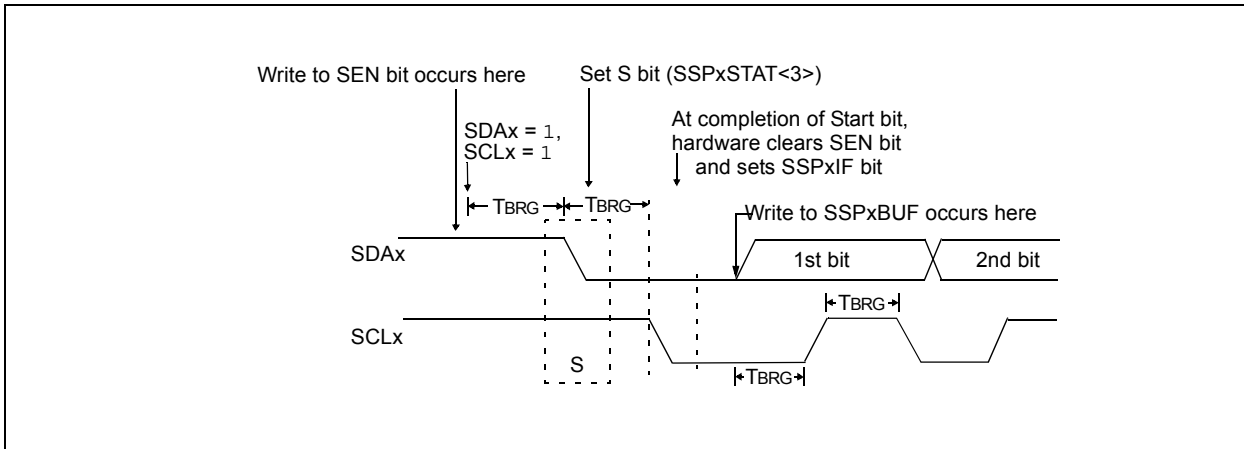 Write to SEN bit occurs here
Set S bit (SSPxSTAT<3>)
SDAx = 1,
SCLx = 1
At completion of Start bit,
hardware clears SEN bit
and sets SSPxIF bit
TBRG
TBRG
Write to SSPxBUF occurs here
SDAx
1st bit
2nd bit
TBRG
SCLx
S
TBRG